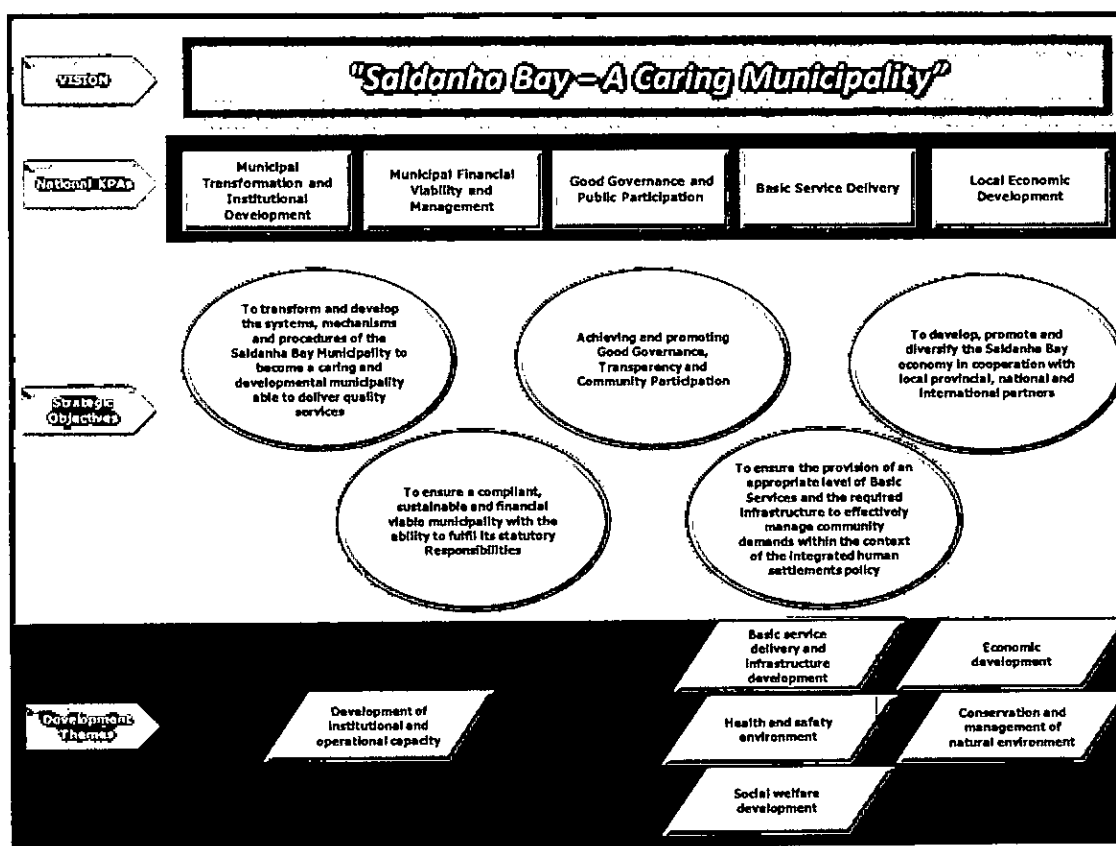 VISION
"Saldanha Bay – A Caring Municipality"
National KPAs
Municipal
Transformation and
Institutional
Development
Municipal Financial
Viability and
Management
Good Governance and
Public Participation
Basic Service Delivery
Local Economic
Development
Strategic
Objectives
To transform and develop
the systems, mechanisms
and procedures of the
Saldanha Bay Municipality to
become a caring and
developmental municipality
able to deliver quality
services
Achieving and promoting
Good Governance,
Transparency and
Community Participation
To develop, promote and
diversify the Saldanha Bay
economy in cooperation with
local provincial, national and
international partners
To ensure a compliant,
sustainable and financial
viable municipality with the
ability to fulfil its statutory
Responsibilities
To ensure the provision of an
appropriate level of Basic
Services and the required
infrastructure to effectively
manage community
demands within the context
of the integrated human
settlements policy
Development
Themes
Development of
institutional and
operational capacity
Basic service
delivery and
infrastructure
development
Economic
development
Health and safety
environment
Conservation and
management of
natural environment
Social welfare
development